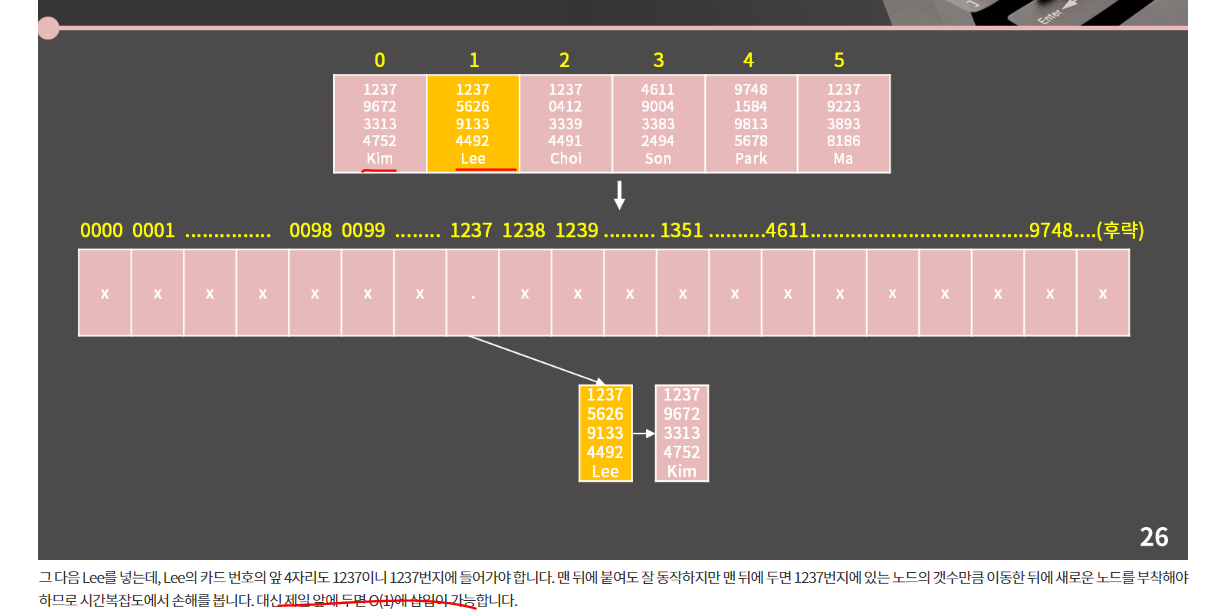 Enter
0 1 2 3 4 5
1237 1237 1237 4611 9748 1237
9672 5626 0412 9004 1584 9223
3313 9133 3339 3383 9813 3893
4752 4492 4491 2494 5678 8186
Kim Lee Choi Son Park Ma
0000 0001 ............... 0098 0099 ........ 1237 1238 1239 ......... 1351 ..........4611.......................................9748....(후략)
x x x x x x x . x x x x x x x x x x x x
1237 1237
5626 9672
9133 3313
4492 4752
Lee Kim
26
그 다음 Lee를 넣는데, Lee의 카드 번호의 앞 4자리도 1237이니 1237번지에 들어가야 합니다. 맨 뒤에 붙여도 잘 동작하지만 맨 뒤에 두면 1237번지에 있는 노드의 갯수만큼 이동한 뒤에 새로운 노드를 부착해야
하므로 시간복잡도에서 손해를 봅니다. 대신 제일 앞에 두면 O(1)에 삽입이 가능합니다.